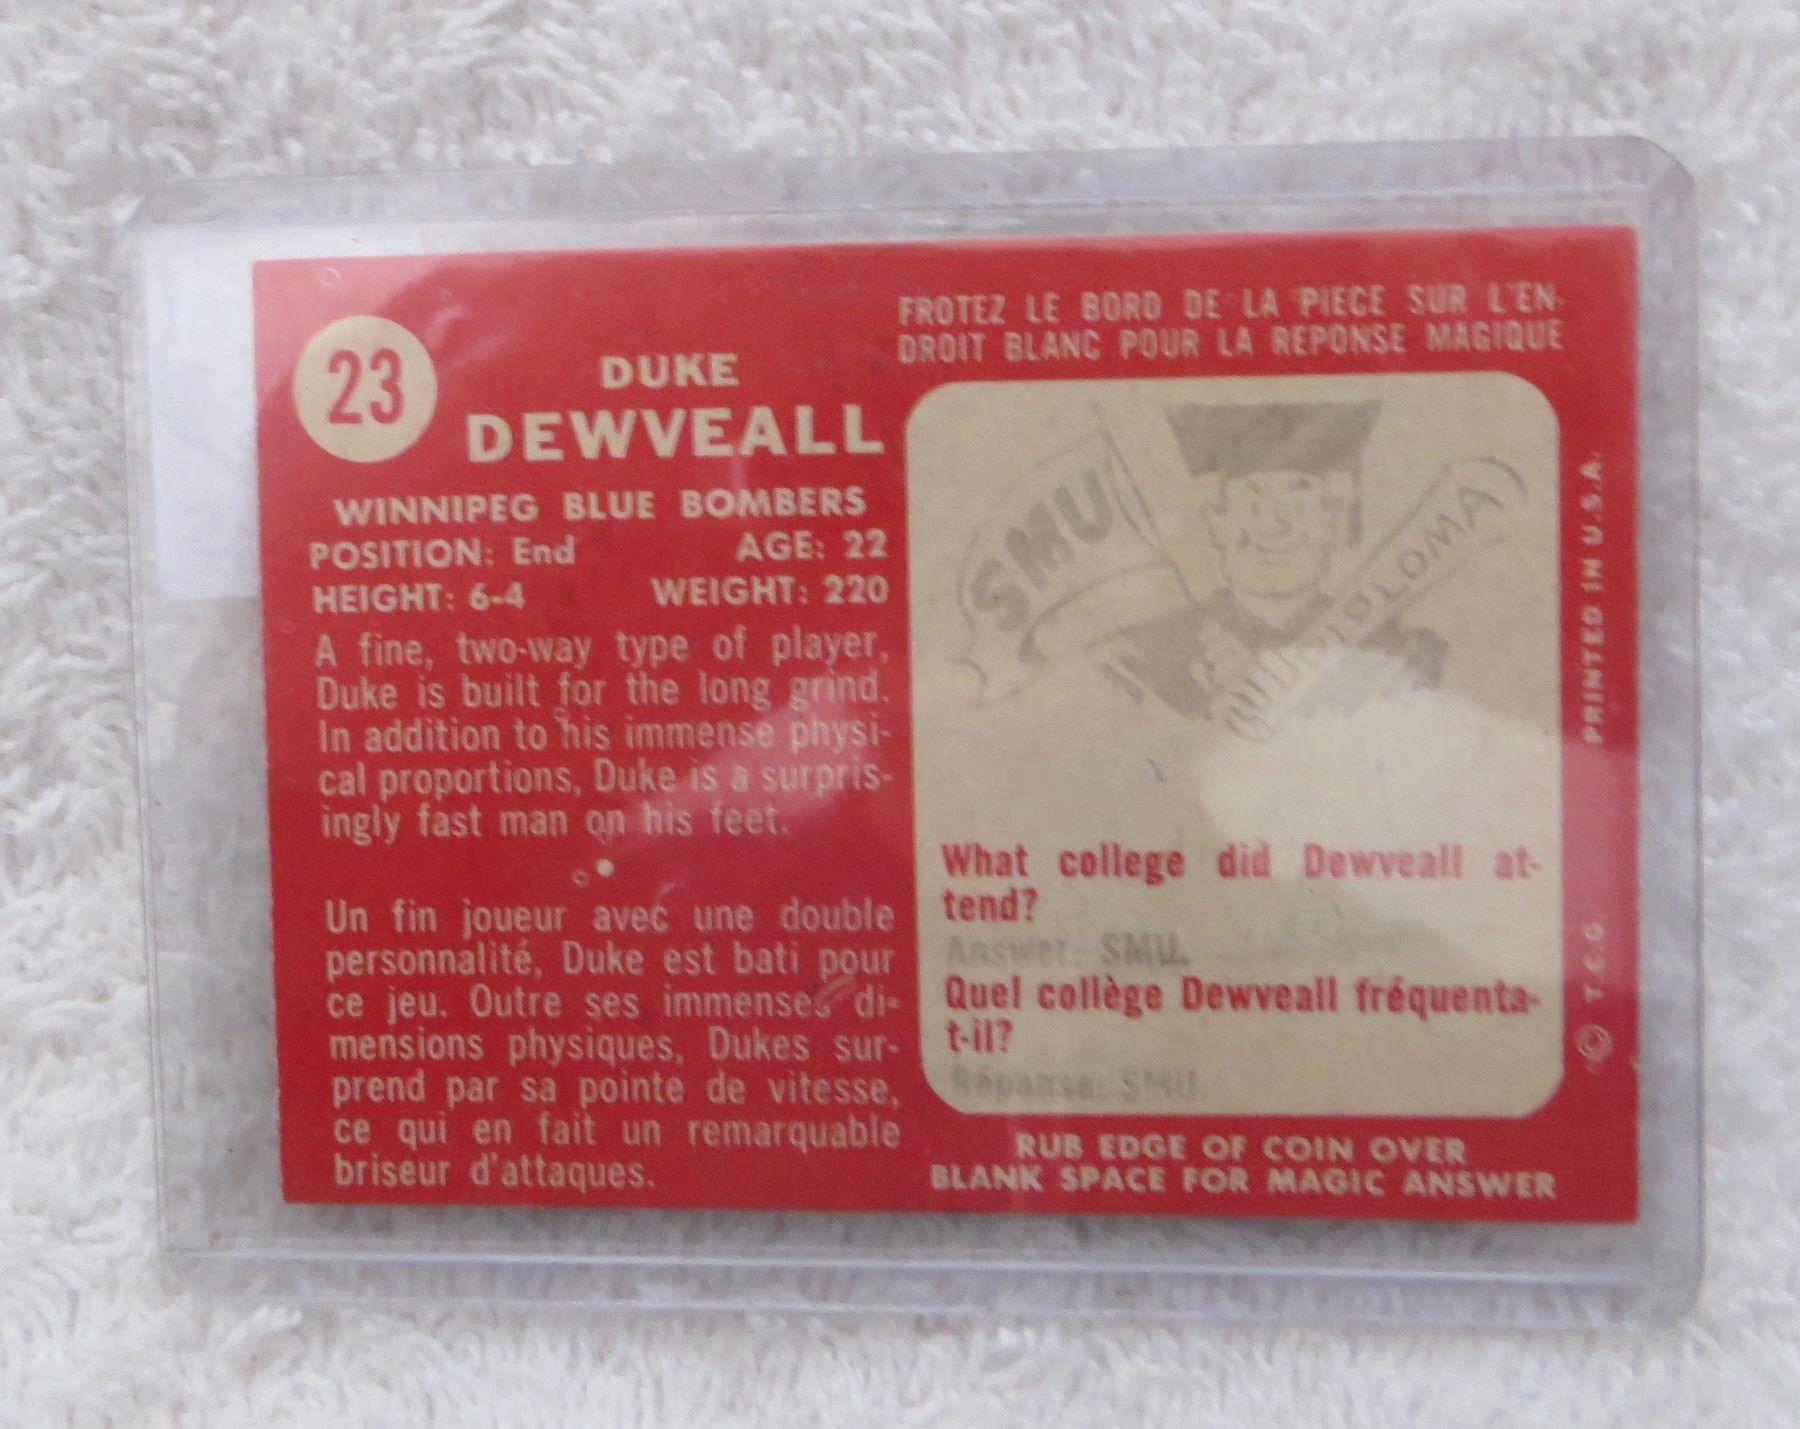 23
DUKE
DEWVEALL
WINNIPEG BLUE BOMBERS
POSITION: End AGE: 22
HEIGHT: 6-4 WEIGHT: 220
A fine, two-way type of player,
Duke is built for the long grind.
In addition to his immense physi-
cal proportions, Duke is a surpris-
ingly fast man on his feet.
Un fin joueur avec une double
personnalité, Duke est bati pour
ce jeu. Outre ses immenses di-
mensions physiques, Dukes sur-
prend par sa pointe de vitesse,
ce qui en fait un remarquable
briseur d'attaques.
FROTEZ LE BORD DE LA PIECE SUR L'EN-
DROIT BLANC POUR LA REPONSE MAGIQUE
SMU
DIPLOMA
What college did Dewveall at-
tend?
Answer: SMU.
Quel collège Dewveall fréquenta-
t-il?
Réponse: SMU
RUB EDGE OF COIN OVER
BLANK SPACE FOR MAGIC ANSWER
© T.C.G. PRINTED IN U.S.A.